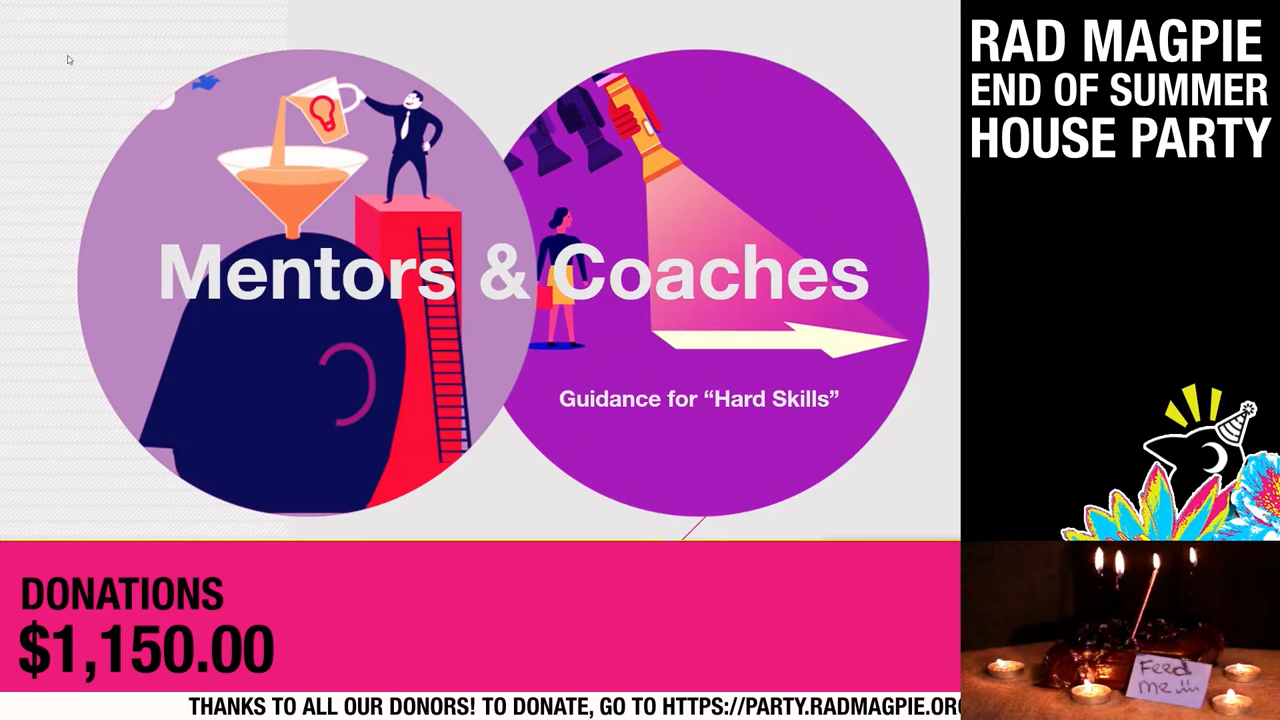 Mentors & Coaches
Guidance for “Hard Skills”
RAD MAGPIE
END OF SUMMER
HOUSE PARTY
DONATIONS
$1,150.00
Feed
me
THANKS TO ALL OUR DONORS! TO DONATE, GO TO HTTPS://PARTY.RADMAGPIE.ORG